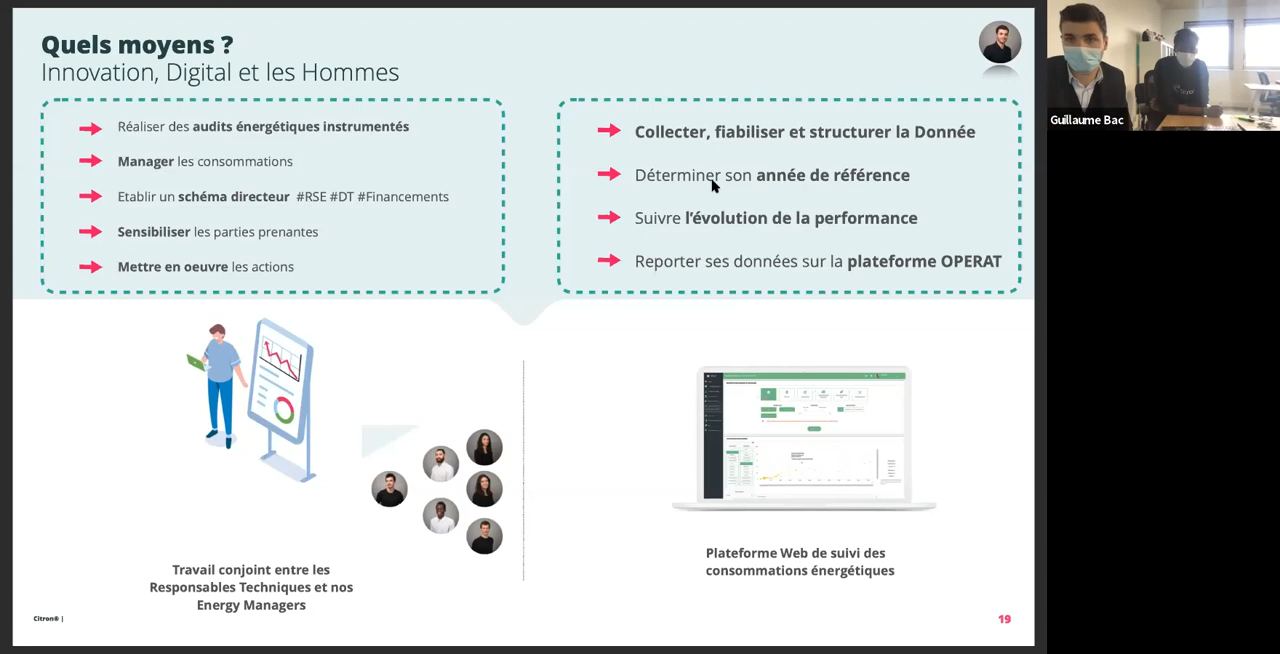 Quels moyens ?
Innovation, Digital et les Hommes
Réaliser des audits énergétiques instrumentés
Manager les consommations
Etablir un schéma directeur #RSE #DT #Financements
Sensibiliser les parties prenantes
Mettre en oeuvre les actions
Collecter, fiabiliser et structurer la Donnée
Déterminer son année de référence
Suivre l'évolution de la performance
Reporter ses données sur la plateforme OPERAT
Travail conjoint entre les
Responsables Techniques et nos
Energy Managers
Plateforme Web de suivi des
consommations énergétiques
Citron® |
19
Guillaume Bac